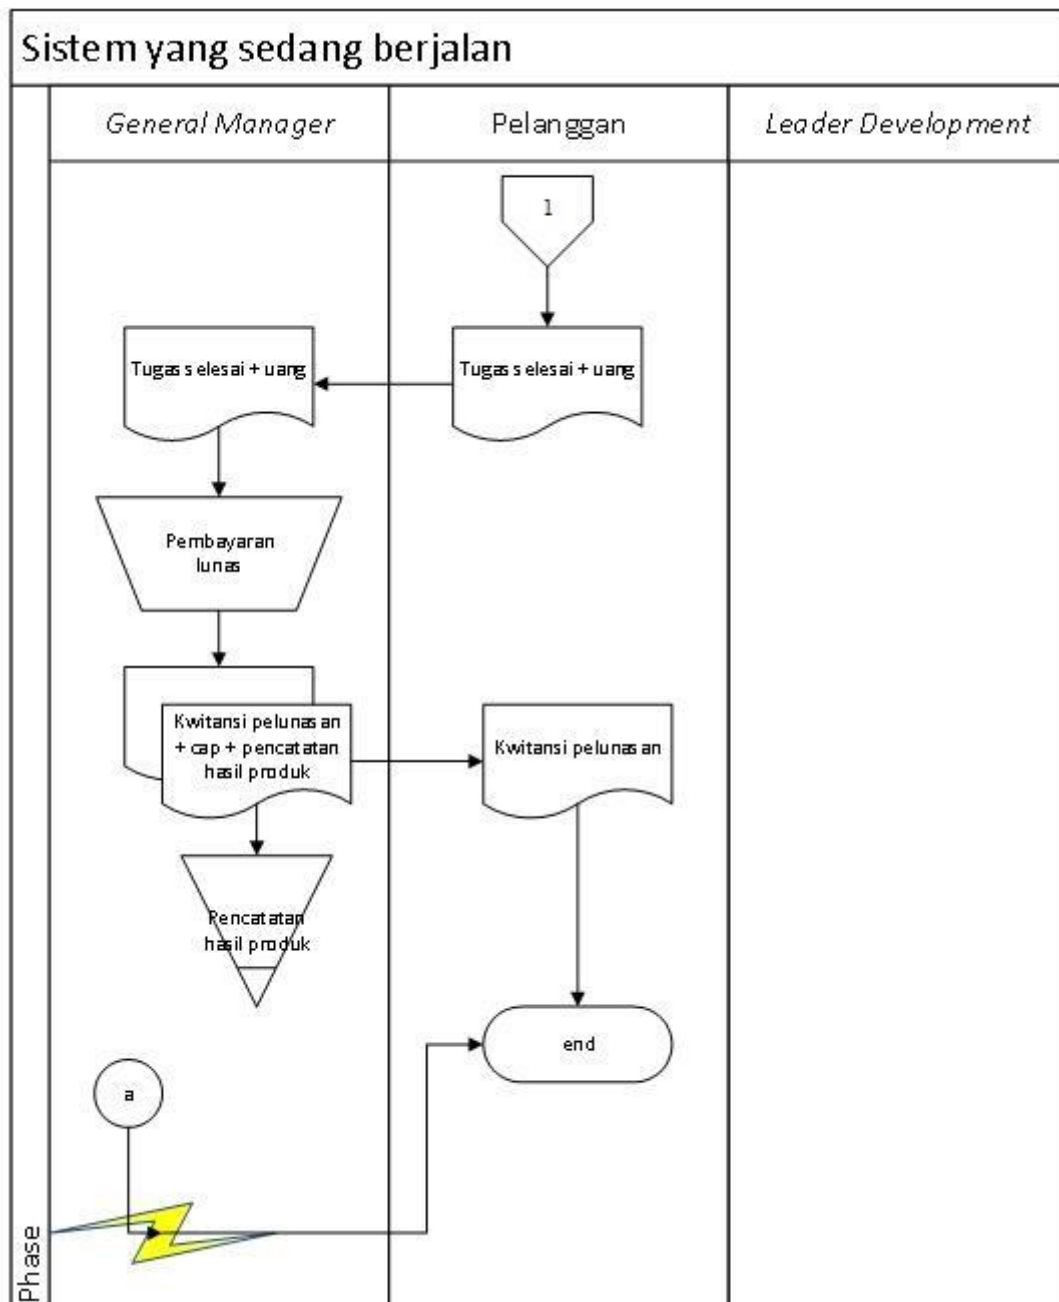 Sistem yang sedang berjalan
General Manager
Pelanggan
Leader Development
1
Tugas selesai + uang
Tugas selesai + uang
Pembayaran
lunas
Kwitansi pelunasan
+ cap + pencatatan
hasil produk
Kwitansi pelunasan
Pencatatan
hasil produk
end
a
Phase